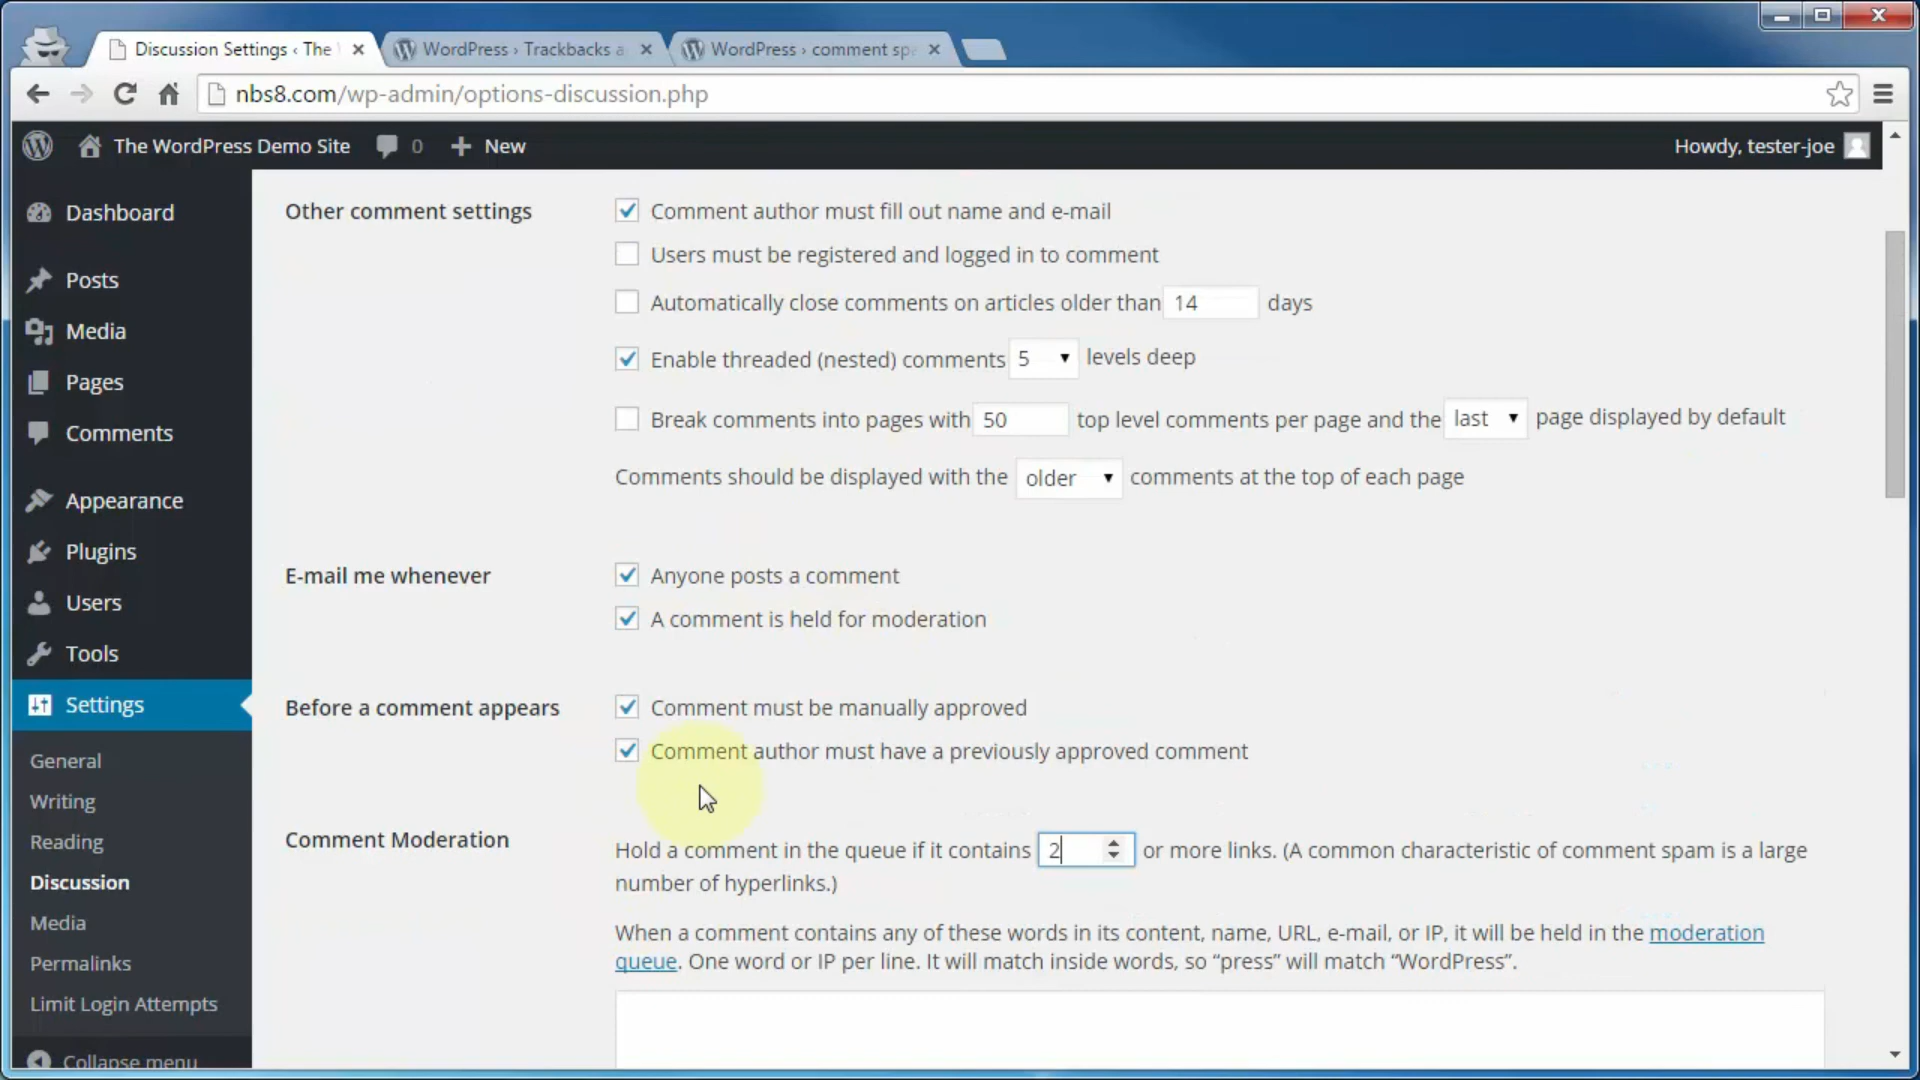 Discussion Settings ‹ The
WordPress › Trackbacks a
WordPress › comment spa
nbs8.com/wp-admin/options-discussion.php
The WordPress Demo Site 0 New
Howdy, tester-joe
Dashboard
Posts
Media
Pages
Comments
Appearance
Plugins
Users
Tools
Settings
General
Writing
Reading
Discussion
Media
Permalinks
Limit Login Attempts
Collapse menu
Other comment settings
Comment author must fill out name and e-mail
Users must be registered and logged in to comment
Automatically close comments on articles older than 14 days
Enable threaded (nested) comments 5 levels deep
Break comments into pages with 50 top level comments per page and the last page displayed by default
Comments should be displayed with the older comments at the top of each page
E-mail me whenever
Anyone posts a comment
A comment is held for moderation
Before a comment appears
Comment must be manually approved
Comment author must have a previously approved comment
Comment Moderation
Hold a comment in the queue if it contains 2 or more links. (A common characteristic of comment spam is a large
number of hyperlinks.)
When a comment contains any of these words in its content, name, URL, e-mail, or IP, it will be held in the moderation
queue. One word or IP per line. It will match inside words, so “press” will match “WordPress”.